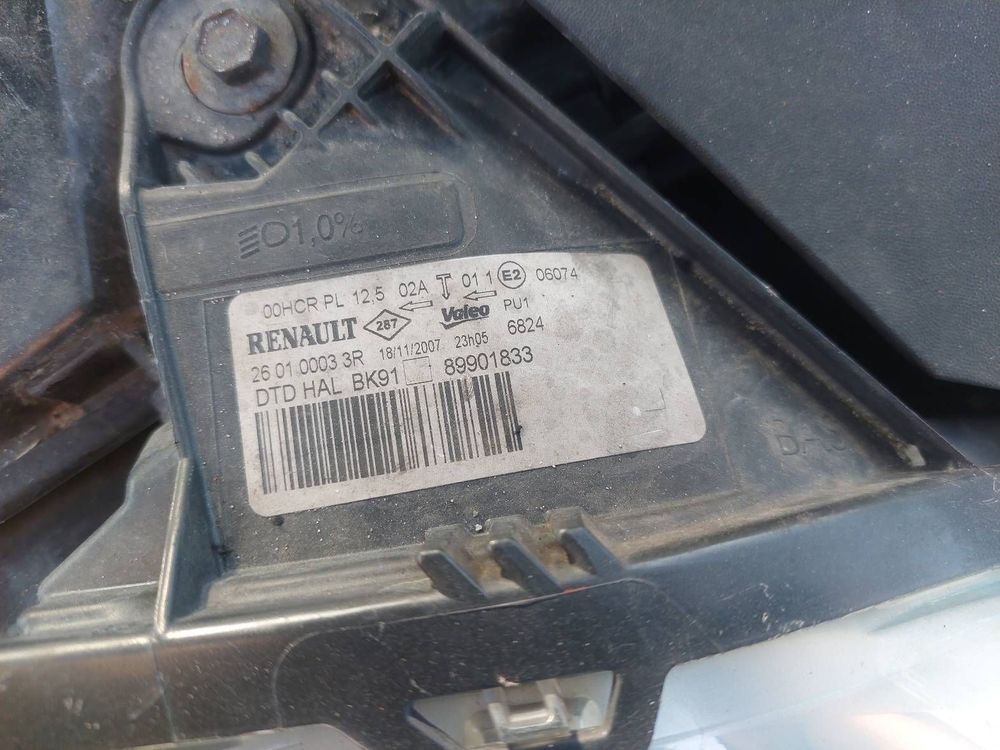 1,0%
00HCR PL 12,5 02A 01 1 E2 06074
RENAULT 287 Valeo PU1
26 01 0003 3R 18/11/2007 23h05 6824
DTD HAL BK91 89901833